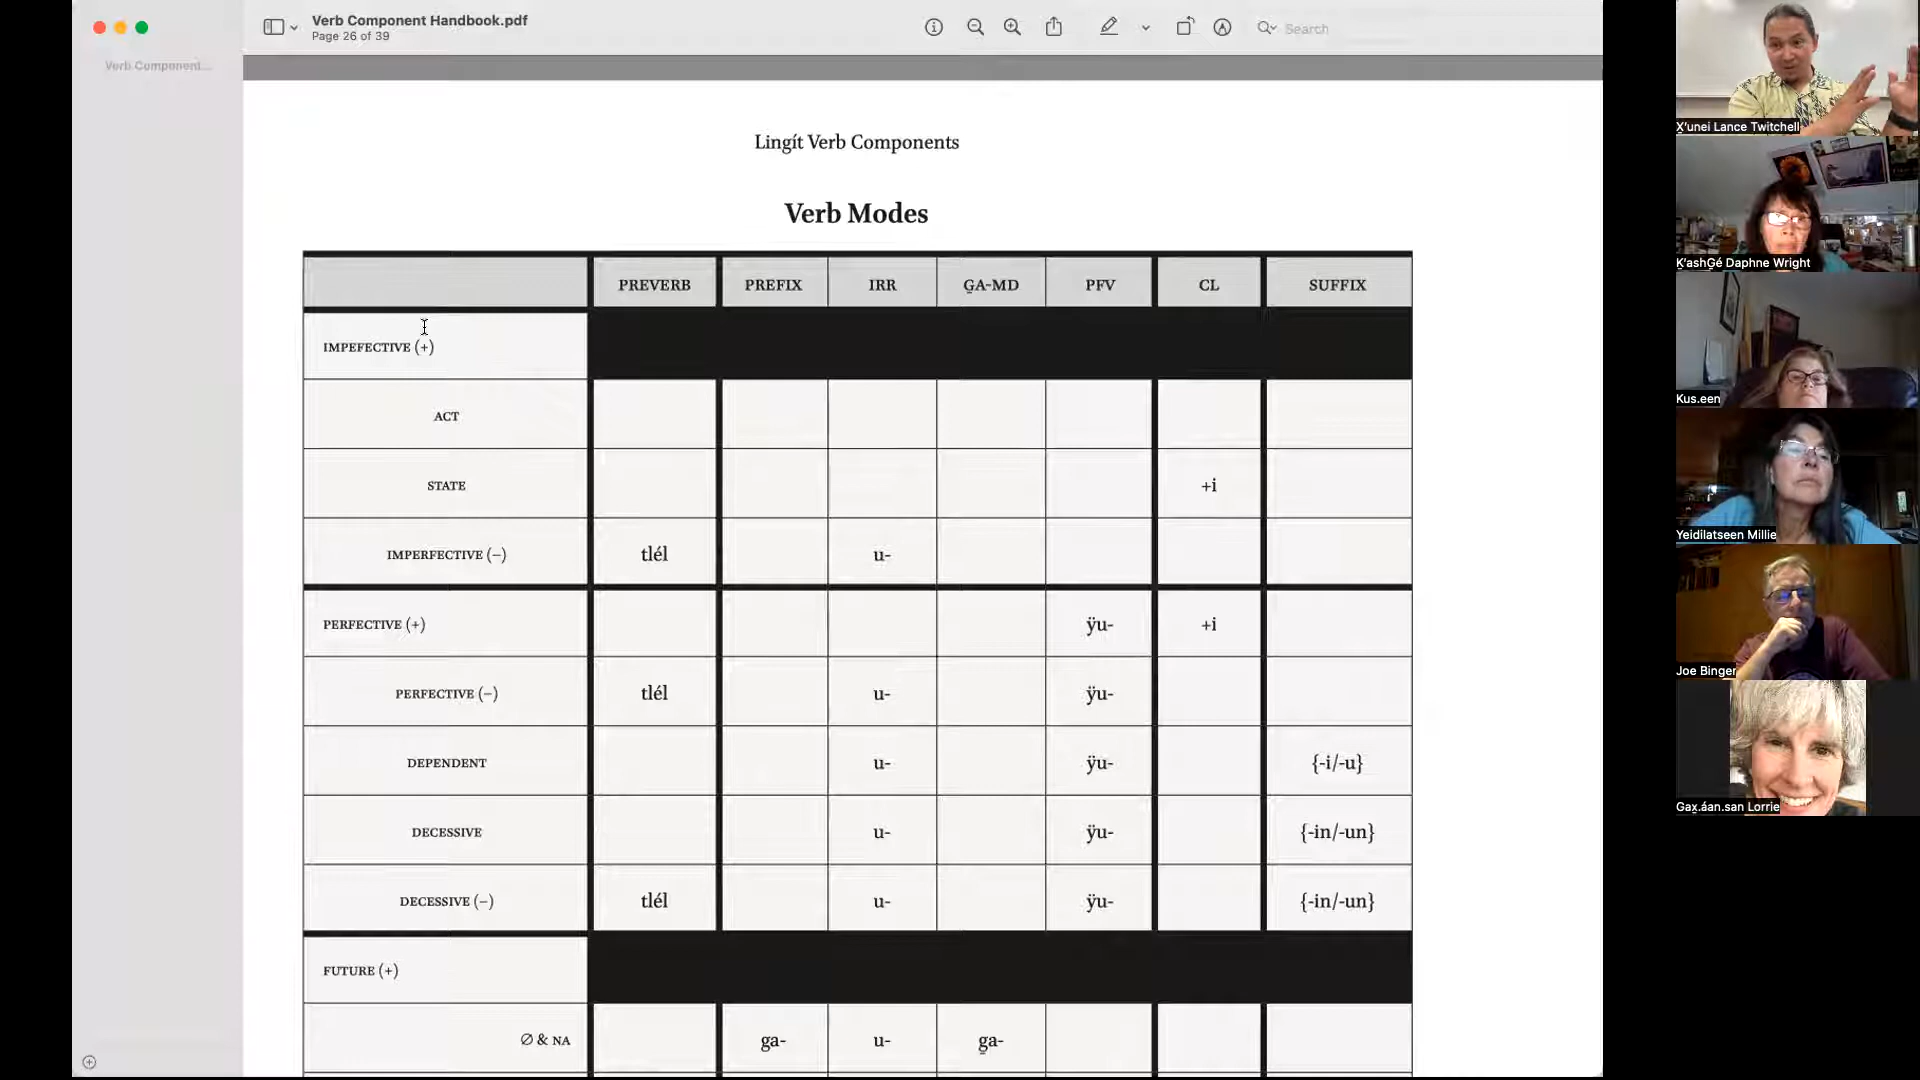 Verb Component Handbook.pdf
Page 26 of 39
Search
Verb Component...
Lingít Verb Components
Verb Modes
PREVERB PREFIX IRR G̱A-MD PFV CL SUFFIX
IMPEFECTIVE (+)
ACT
STATE +i
IMPERFECTIVE (–) tlél u-
PERFECTIVE (+) ÿu- +i
PERFECTIVE (–) tlél u- ÿu-
DEPENDENT u- ÿu- {-i/-u}
DECESSIVE u- ÿu- {-in/-un}
DECESSIVE (–) tlél u- ÿu- {-in/-un}
FUTURE (+)
∅ & NA ga- u- g̱a-
X̱'unei Lance Twitchell
Ḵ'ashG̱é Daphne Wright
Kus.een
Yeidilatseen Millie
Joe Binger
Gax̱.áan.san Lorrie